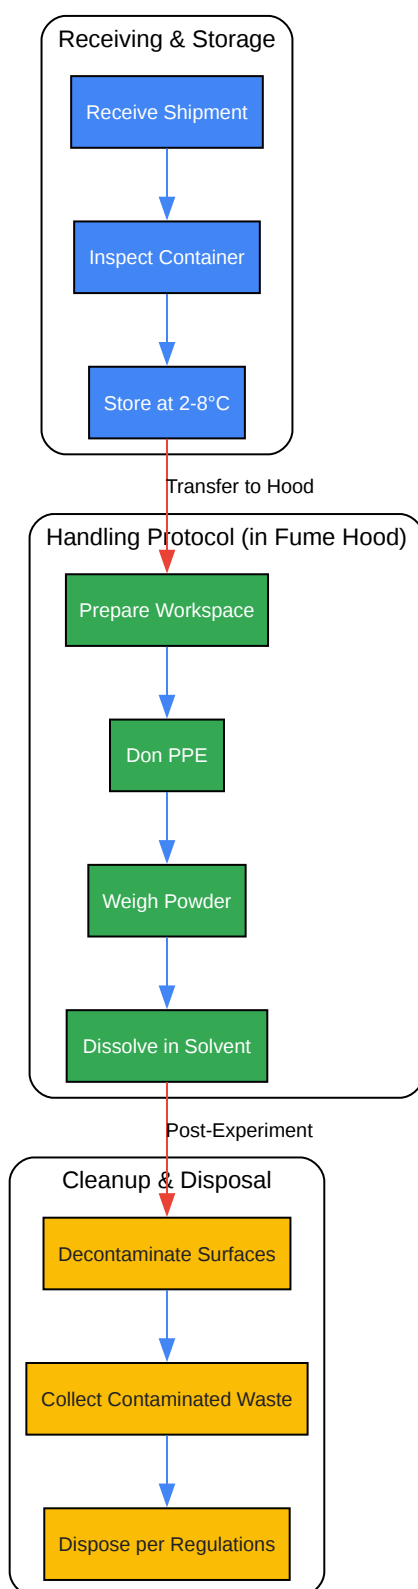 Receiving & Storage
Receive Shipment
Inspect Container
Store at 2-8°C
Transfer to Hood
Handling Protocol (in Fume Hood)
Prepare Workspace
Don PPE
Weigh Powder
Dissolve in Solvent
Post-Experiment
Cleanup & Disposal
Decontaminate Surfaces
Collect Contaminated Waste
Dispose per Regulations